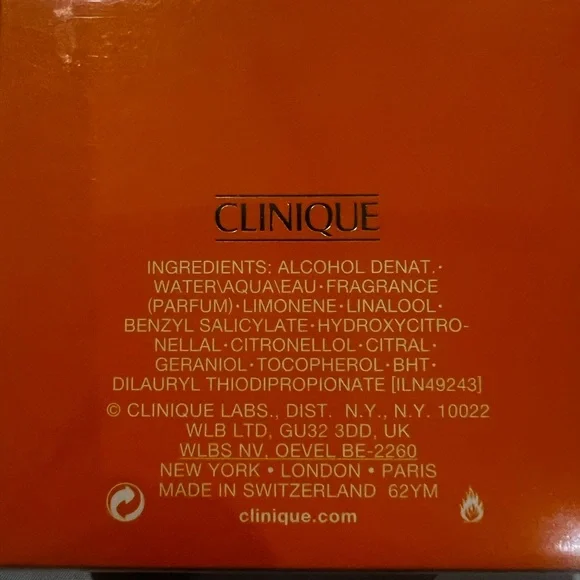 CLINIQUE
INGREDIENTS: ALCOHOL DENAT.·
WATER\AQUA\EAU·FRAGRANCE
(PARFUM)·LIMONENE·LINALOOL·
BENZYL SALICYLATE·HYDROXYCITRO-
NELLAL·CITRONELLOL·CITRAL·
GERANIOL·TOCOPHEROL·BHT·
DILAURYL THIODIPROPIONATE [ILN49243]
© CLINIQUE LABS., DIST. N.Y., N.Y. 10022
WLB LTD, GU32 3DD, UK
WLBS NV, OEVEL BE-2260
NEW YORK • LONDON • PARIS
MADE IN SWITZERLAND 62YM
clinique.com